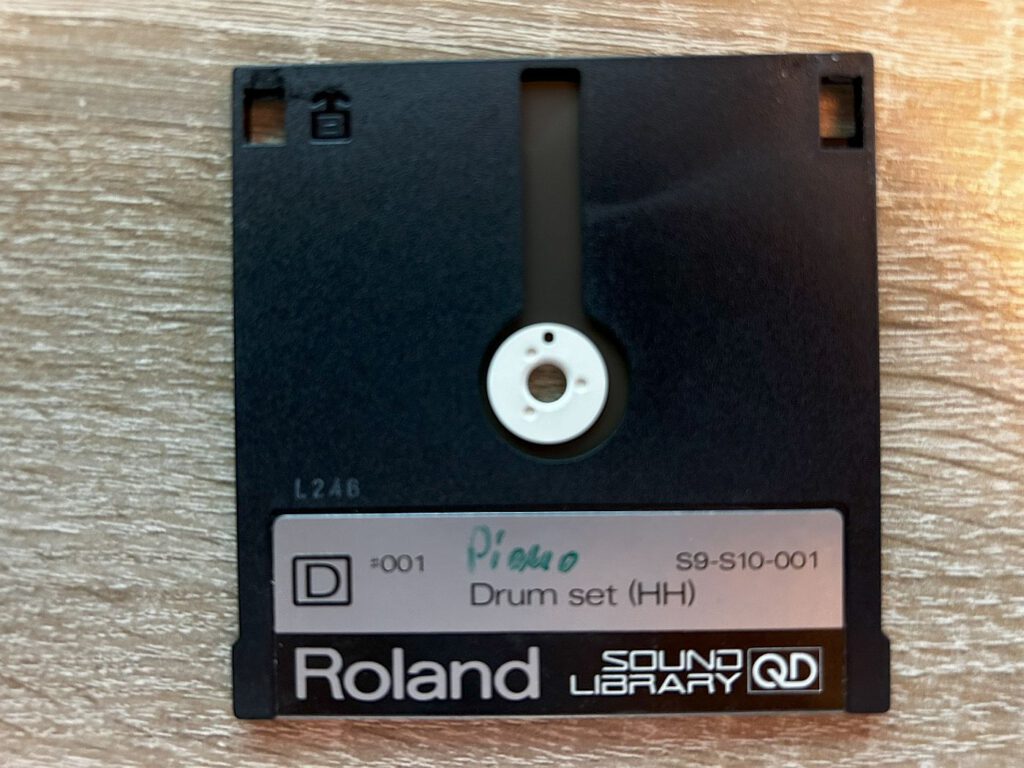 L246
D #001 Piano S9-S10-001
Drum set (HH)
Roland SOUND LIBRARY QD